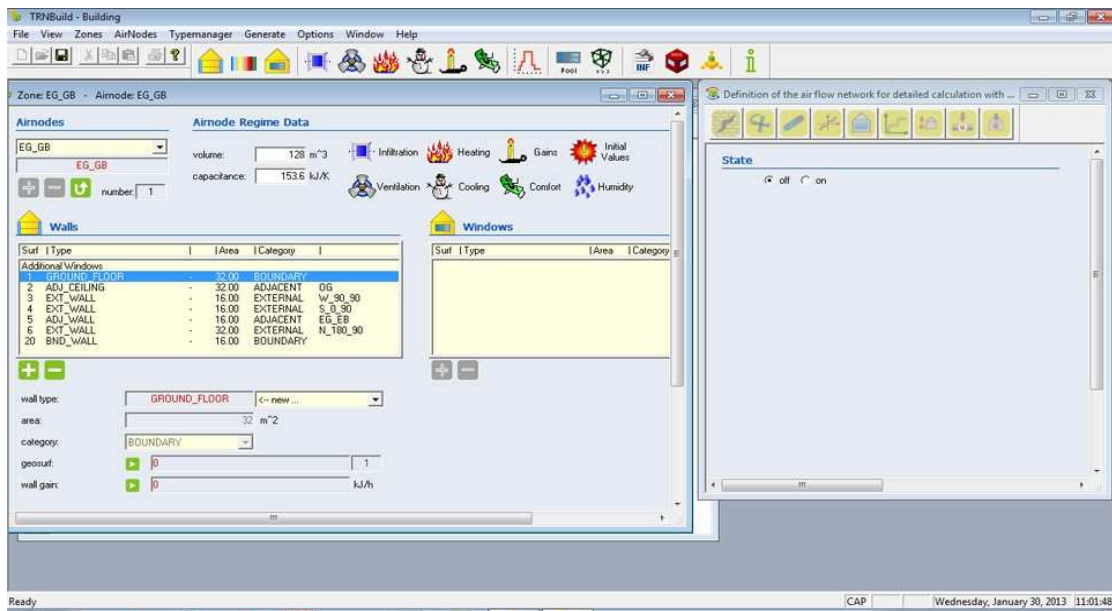 TRNBuild - Building
File View Zones AirNodes Typemanager Generate Options Window Help
Pool
x y z
INF
Zone: EG_GB - Airnode: EG_GB
Airnodes
EG_GB
EG_GB
number: 1
Airnode Regime Data
volume: 128 m^3
capacitance: 153.6 kJ/K
Infiltration
Heating
Gains
Initial Values
Ventilation
Cooling
Comfort
Humidity
Walls
Surf | Type | | Area | Category |
Additional Windows
1 GROUND_FLOOR - 32.00 BOUNDARY
2 ADJ_CEILING - 32.00 ADJACENT OG
3 EXT_WALL - 16.00 EXTERNAL W_90_90
4 EXT_WALL - 16.00 EXTERNAL S_0_90
5 ADJ_WALL - 16.00 ADJACENT EG_EB
6 EXT_WALL - 32.00 EXTERNAL N_180_90
20 BND_WALL - 16.00 BOUNDARY
Windows
Surf | Type | Area | Category
wall type: GROUND_FLOOR <-- new ...
area: 32 m^2
category: BOUNDARY
geosurf: 0 1
wall gain: 0 kJ/h
Definition of the air flow network for detailed calculation with ...
State
off on
Ready
CAP Wednesday, January 30, 2013 11:01:48